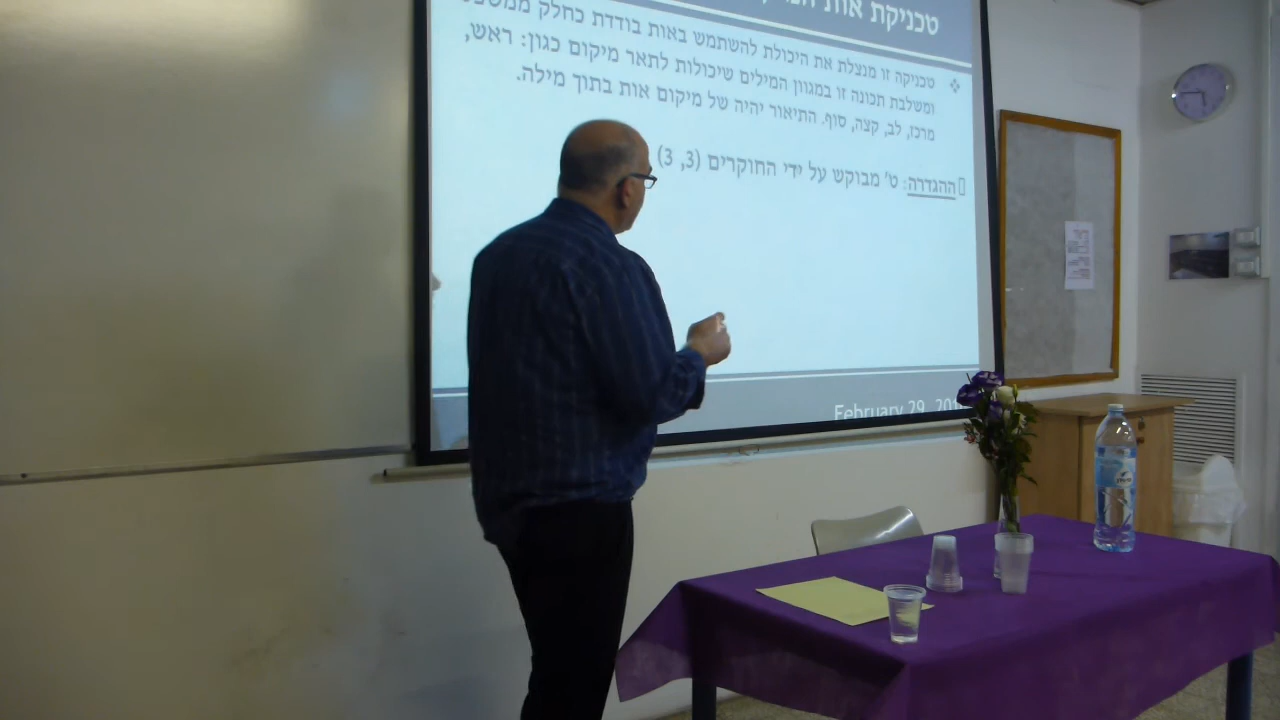 טכניקת אות
טכניקה זו מנצלת את היכולת להשתמש באות בודדת כחלק
ומשלבת תכונה זו במגוון המילים שיכולות לתאר מיקום כגון: ראש,
מרכז, לב, קצה, סוף. התיאור יהיה של מיקום אות בתוך מילה.
ההגדרה: ט' מבוקש על ידי החוקרים (3, 3)
February 29,